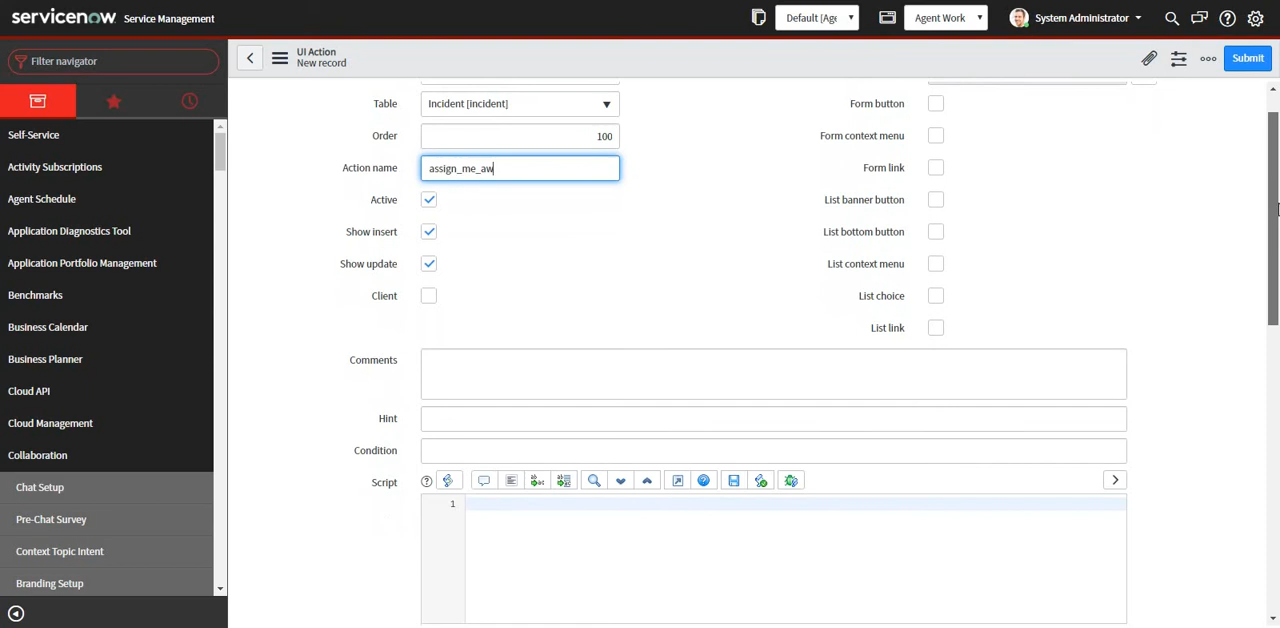 servicenow Service Management
Default [Age
Agent Work
System Administrator
Filter navigator
UI Action
New record
Submit
Self-Service
Activity Subscriptions
Agent Schedule
Application Diagnostics Tool
Application Portfolio Management
Benchmarks
Business Calendar
Business Planner
Cloud API
Cloud Management
Collaboration
Chat Setup
Pre-Chat Survey
Context Topic Intent
Branding Setup
Table Incident [incident]
Order 100
Action name assign_me_aw
Active
Show insert
Show update
Client
Form button
Form context menu
Form link
List banner button
List bottom button
List context menu
List choice
List link
Comments
Hint
Condition
Script
1